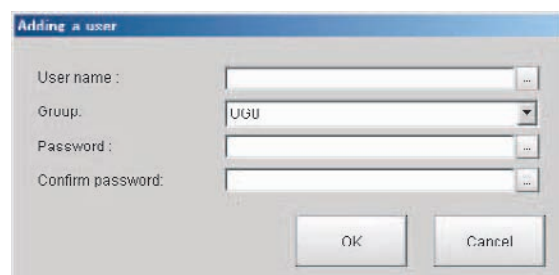 Adding a user
User name :
...
Group:
UG0
Password :
...
Confirm password:
...
OK
Cancel